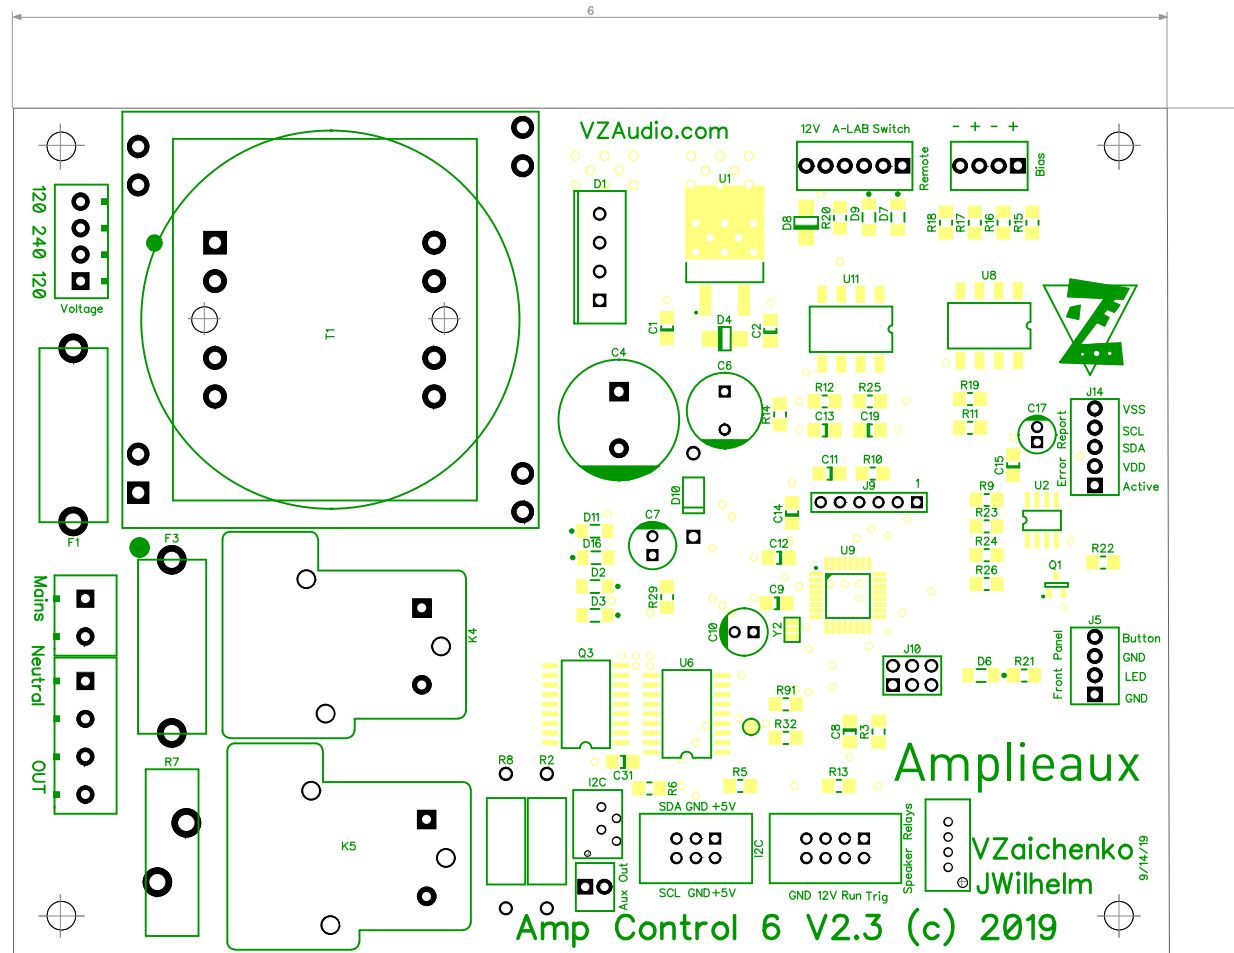 6
VZAudio.com
12V A-LAB Switch
- + - +
Remote
Bias
D1
U1
D8
R20
D9
D7
R18
R17
R16
R15
120 240 120
Voltage
T1
C1
D4
C2
U11
U8
C4
C6
R14
R12
R25
C13
C19
R19
R11
C17
J14
VSS
SCL
SDA
VDD
Active
Error Report
C11
R10
C15
D10
J9
1
C14
R9
U2
R23
F1
F3
D11
D16
C7
C12
U9
R24
R22
D2
R26
Q1
D3
R29
C9
Mains
Neutral
OUT
K4
C10
Y2
J5
Button
GND
LED
GND
Front Panel
Q3
U6
J10
D6
R21
R91
R32
C8
R3
R7
R8
R2
C31
Amplieaux
I2C
R6
R5
R13
K5
SDA GND +5V
I2C
SCL GND+5V
GND 12V Run Trig
Speaker Relays
Aux Out
VZaichenko
JWilhelm
9/14/19
Amp Control 6 V2.3 (c) 2019